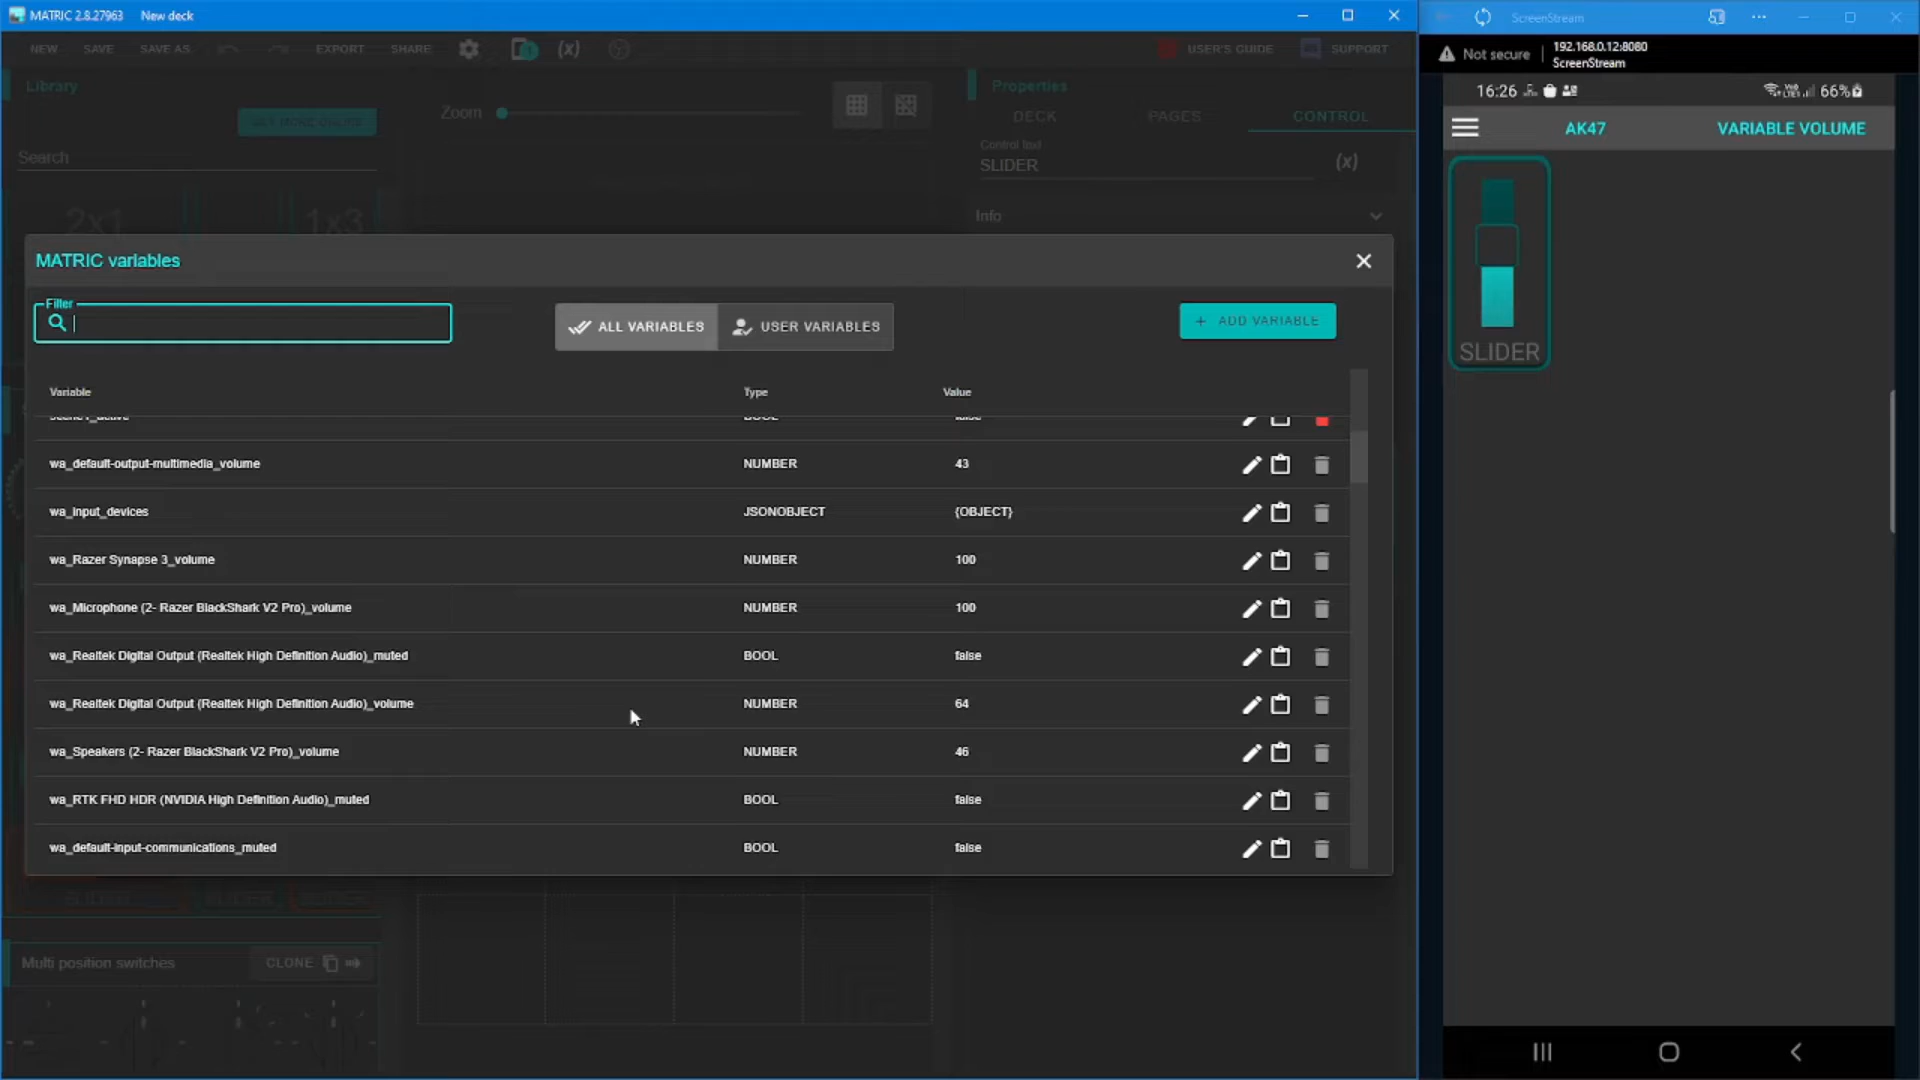 MATRIC 2.8.27963 New deck
NEW SAVE SAVE AS EXPORT SHARE (x) USER'S GUIDE SUPPORT
Library
Search
2x1 1x3
Zoom
Properties
DECK PAGES CONTROL
Control text
SLIDER (x)
Info
MATRIC variables
Filter
ALL VARIABLES USER VARIABLES
+ ADD VARIABLE
Variable Type Value
wa_default-output-multimedia_volume NUMBER 43
wa_input_devices JSONOBJECT {OBJECT}
wa_Razer Synapse 3_volume NUMBER 100
wa_Microphone (2- Razer BlackShark V2 Pro)_volume NUMBER 100
wa_Realtek Digital Output (Realtek High Definition Audio)_muted BOOL false
wa_Realtek Digital Output (Realtek High Definition Audio)_volume NUMBER 64
wa_Speakers (2- Razer BlackShark V2 Pro)_volume NUMBER 46
wa_RTK FHD HDR (NVIDIA High Definition Audio)_muted BOOL false
wa_default-input-communications_muted BOOL false
Multi position switches CLONE
ScreenStream
Not secure 192.168.0.12:8080
ScreenStream
16:26 66%
AK47 VARIABLE VOLUME
SLIDER